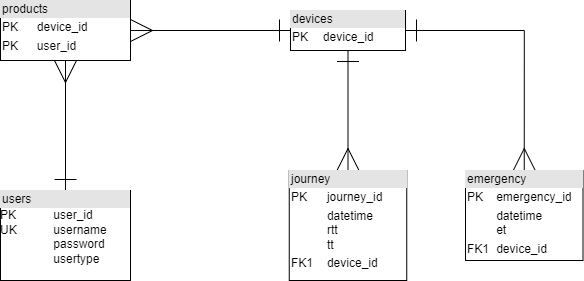 products
PK device_id
PK user_id
devices
PK device_id
users
PK user_id
UK username
password
usertype
journey
PK journey_id
datetime
rtt
tt
FK1 device_id
emergency
PK emergency_id
datetime
et
FK1 device_id